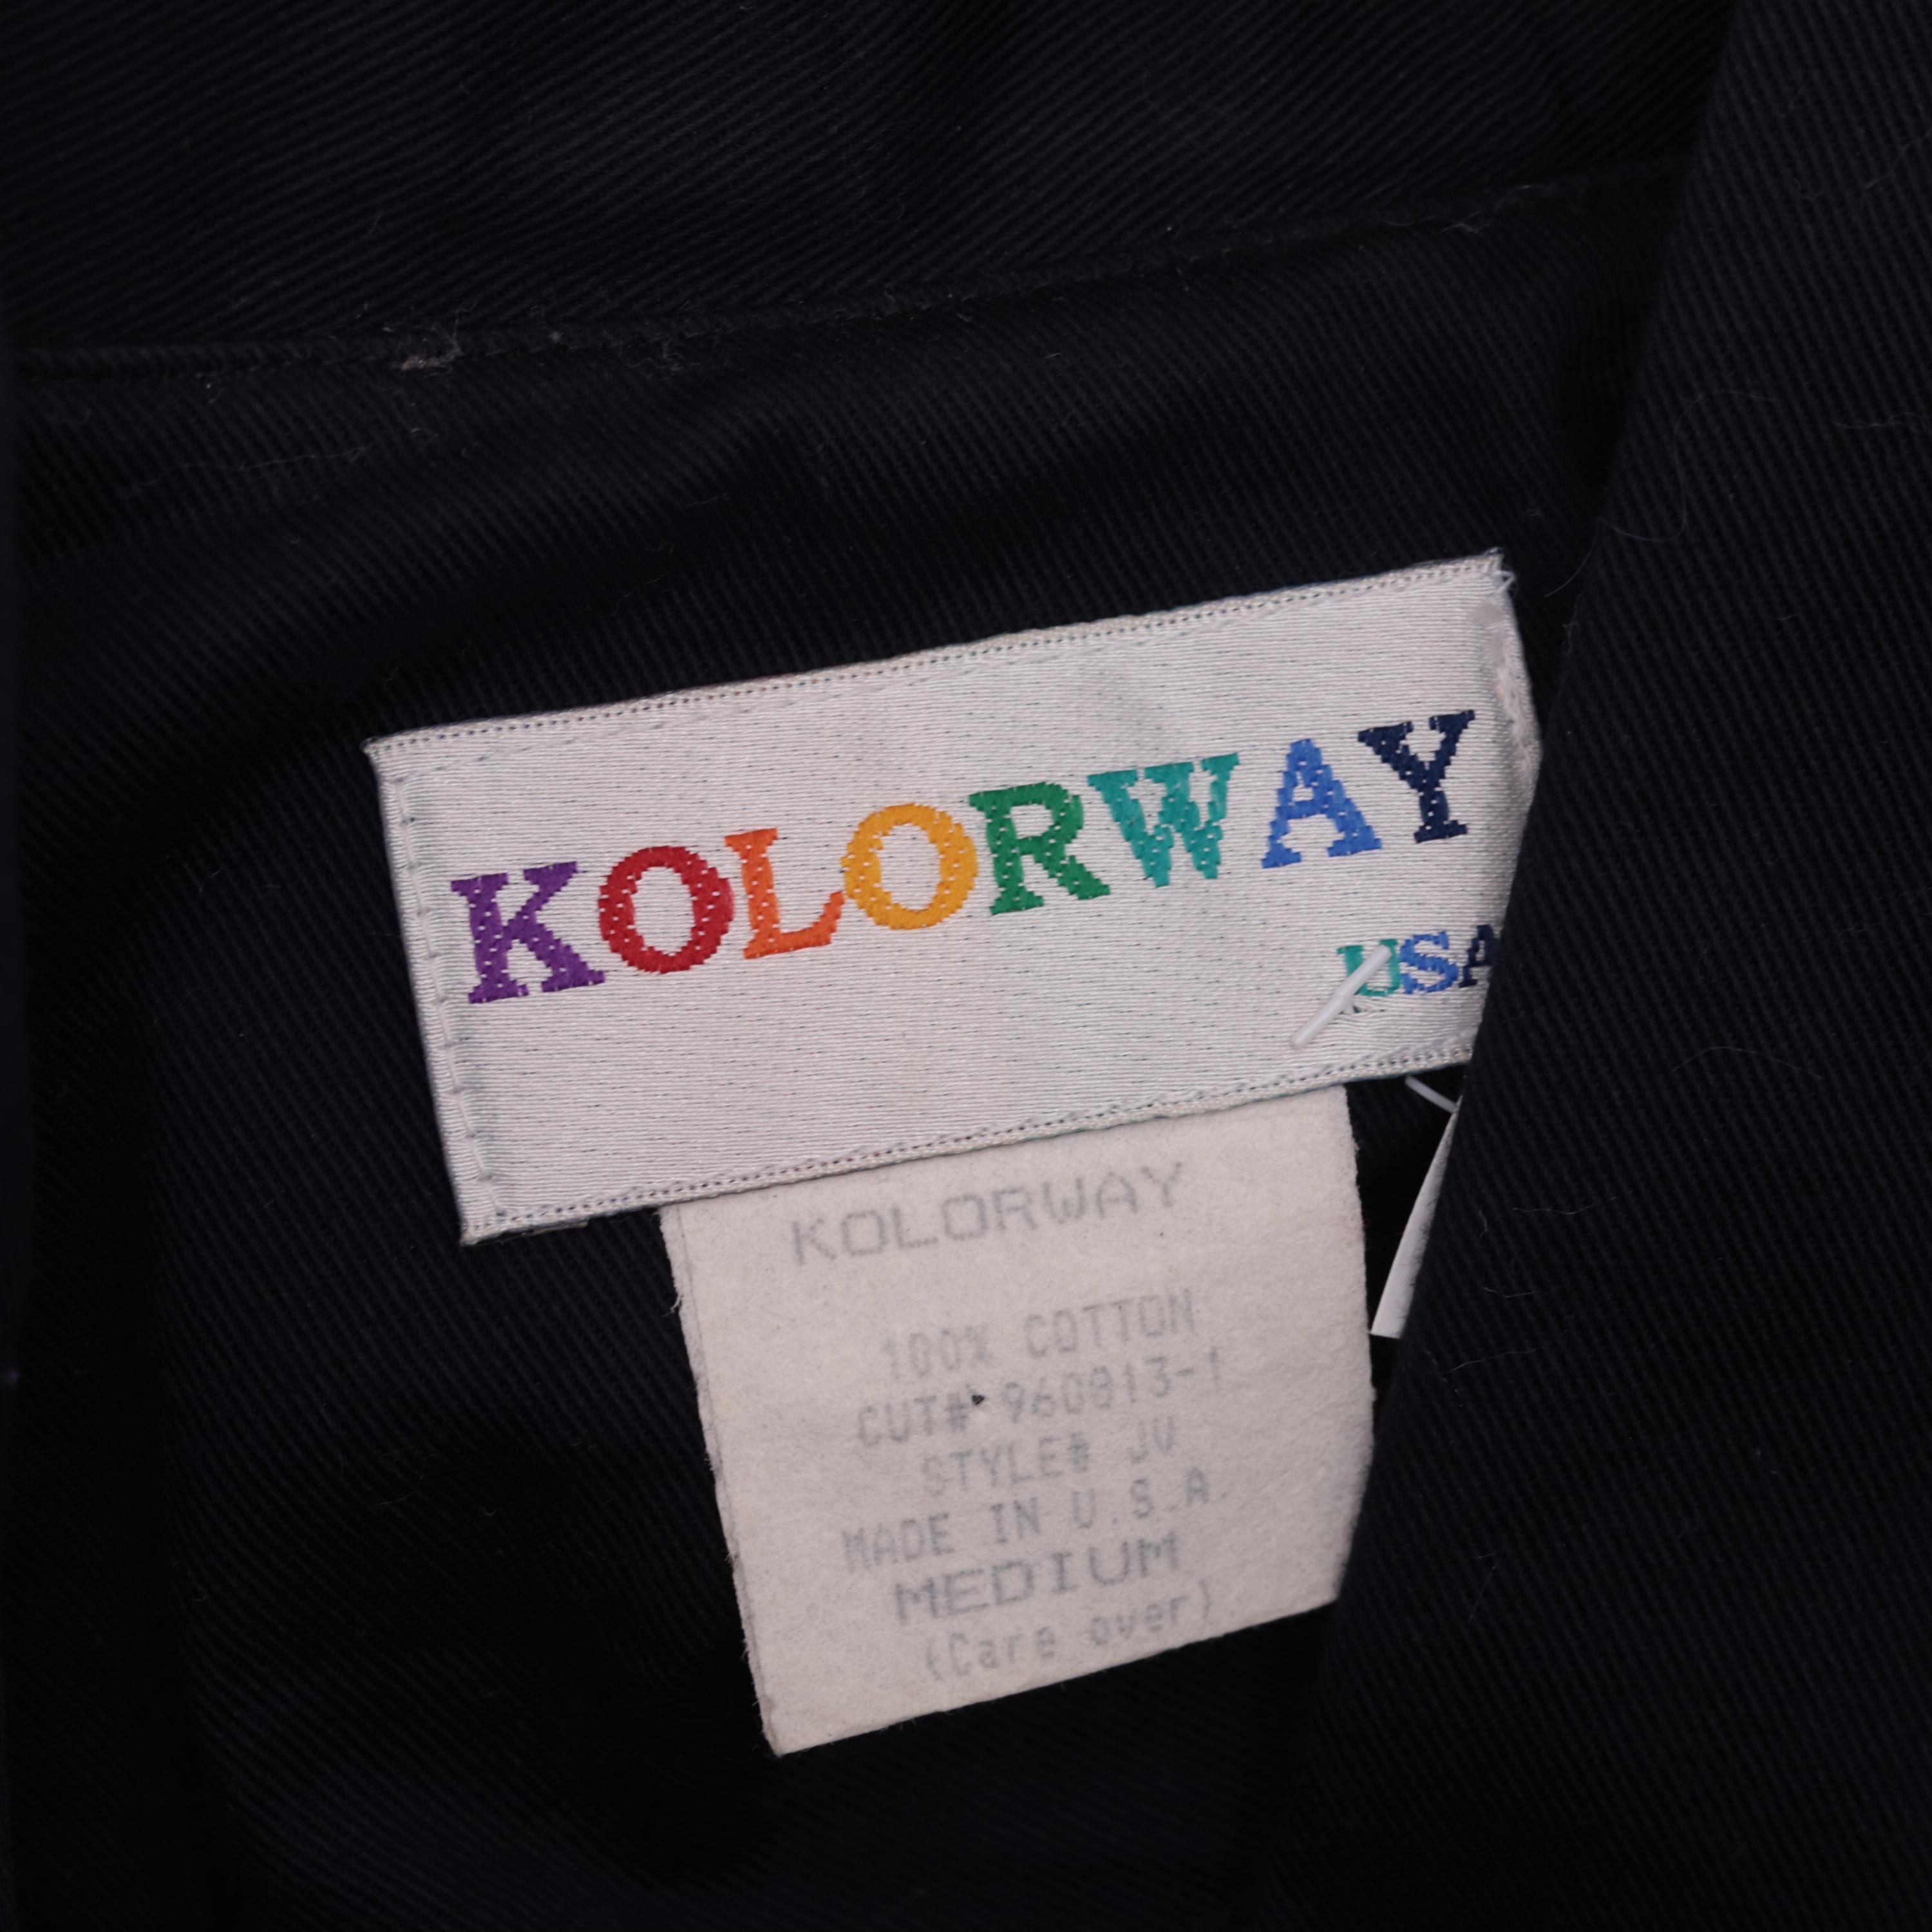 KOLORWAY
USA
KOLORWAY
100% COTTON
CUT# 960813-1
STYLE# JV
MADE IN U.S.A.
MEDIUM
(Care over)